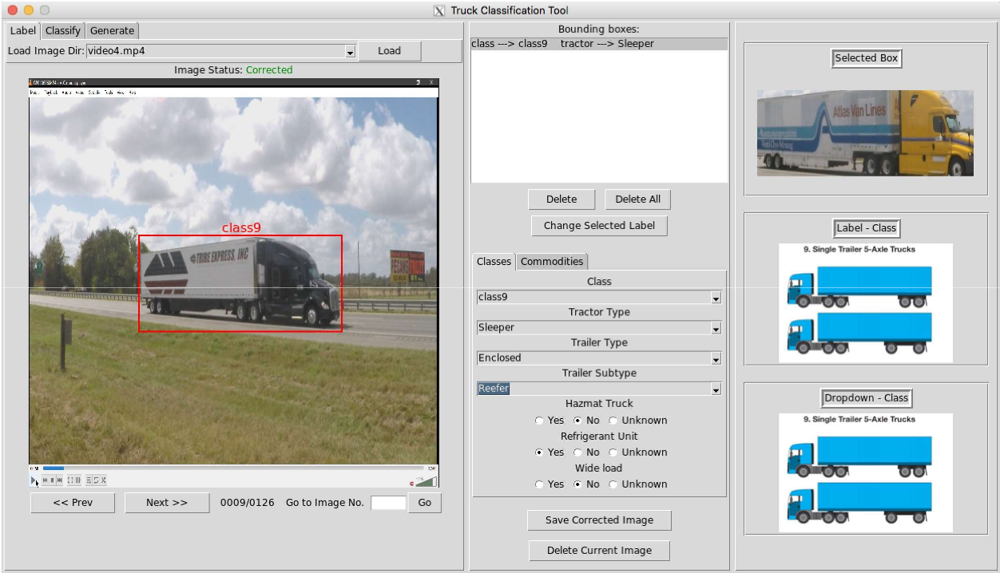 Truck Classification Tool
Label Classify Generate
Load Image Dir: video4.mp4 Load
Image Status: Corrected
class9
TRIBE EXPRESS, INC
PECANS
<< Prev Next >> 0009/0126 Go to Image No. Go
Bounding boxes:
class ---> class9 tractor ---> Sleeper
Delete Delete All
Change Selected Label
Classes Commodities
Class
class9
Tractor Type
Sleeper
Trailer Type
Enclosed
Trailer Subtype
Reefer
Hazmat Truck
Yes No Unknown
Refrigerant Unit
Yes No Unknown
Wide load
Yes No Unknown
Save Corrected Image
Delete Current Image
Selected Box
Atlas Van Lines
Label - Class
9. Single Trailer 5-Axle Trucks
Dropdown - Class
9. Single Trailer 5-Axle Trucks